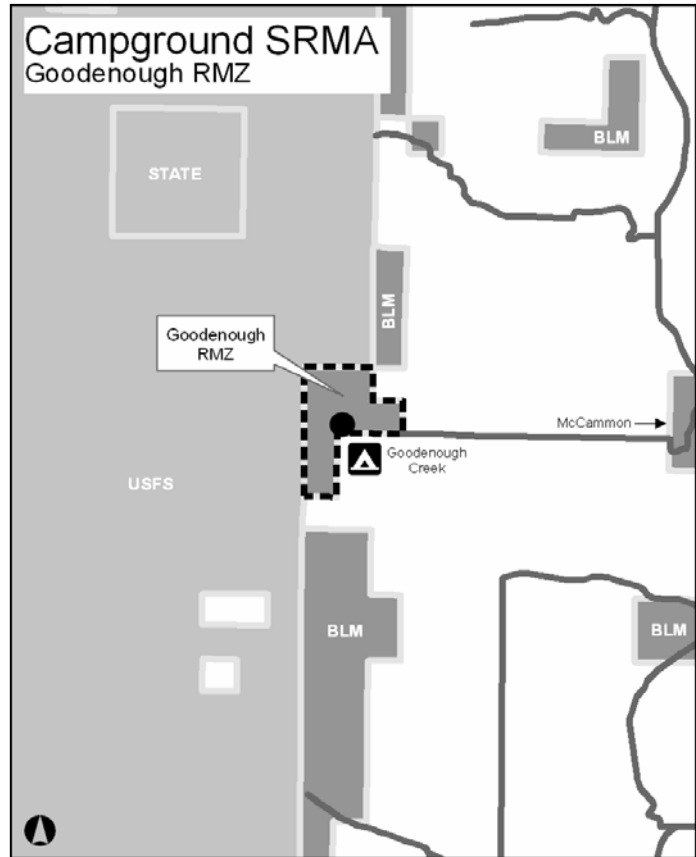 Campground SRMA
Goodenough RMZ
BLM
STATE
BLM
Goodenough
RMZ
McCammon
Goodenough
Creek
USFS
BLM
BLM